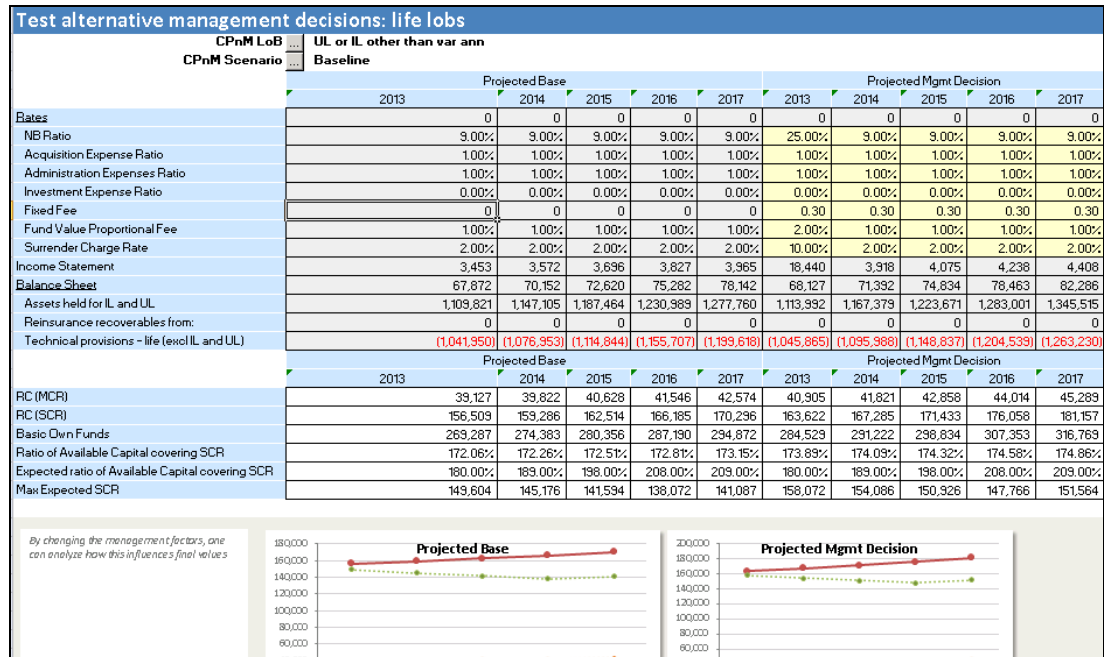 Test alternative management decisions: life lobs
CPnM LoB ... UL or IL other than var ann
CPnM Scenario ... Baseline
Projected Base Projected Mgmt Decision
2013 2014 2015 2016 2017 2013 2014 2015 2016 2017
Rates 0 0 0 0 0 0 0 0 0 0
NB Ratio 9.00% 9.00% 9.00% 9.00% 9.00% 25.00% 9.00% 9.00% 9.00% 9.00%
Acquisition Expense Ratio 1.00% 1.00% 1.00% 1.00% 1.00% 1.00% 1.00% 1.00% 1.00% 1.00%
Administration Expenses Ratio 1.00% 1.00% 1.00% 1.00% 1.00% 1.00% 1.00% 1.00% 1.00% 1.00%
Investment Expense Ratio 0.00% 0.00% 0.00% 0.00% 0.00% 0.00% 0.00% 0.00% 0.00% 0.00%
Fixed Fee 0 0 0 0 0 0.30 0.30 0.30 0.30 0.30
Fund Value Proportional Fee 1.00% 1.00% 1.00% 1.00% 1.00% 2.00% 1.00% 1.00% 1.00% 1.00%
Surrender Charge Rate 2.00% 2.00% 2.00% 2.00% 2.00% 10.00% 2.00% 2.00% 2.00% 2.00%
Income Statement 3,453 3,572 3,696 3,827 3,965 18,440 3,918 4,075 4,238 4,408
Balance Sheet 67,872 70,152 72,620 75,282 78,142 68,127 71,392 74,834 78,463 82,286
Assets held for IL and UL 1,109,821 1,147,105 1,187,464 1,230,989 1,277,760 1,113,992 1,167,379 1,223,671 1,283,001 1,345,515
Reinsurance recoverables from: 0 0 0 0 0 0 0 0 0 0
Technical provisions - life (excl IL and UL) (1,041,950) (1,076,953) (1,114,844) (1,155,707) (1,199,618) (1,045,865) (1,095,988) (1,148,837) (1,204,539) (1,263,230)
Projected Base Projected Mgmt Decision
2013 2014 2015 2016 2017 2013 2014 2015 2016 2017
RC (MCR) 39,127 39,822 40,628 41,546 42,574 40,905 41,821 42,858 44,014 45,289
RC (SCR) 156,509 159,286 162,514 166,185 170,296 163,622 167,285 171,433 176,058 181,157
Basic Own Funds 269,287 274,383 280,356 287,190 294,872 284,529 291,222 298,834 307,353 316,769
Ratio of Available Capital covering SCR 172.06% 172.26% 172.51% 172.81% 173.15% 173.89% 174.09% 174.32% 174.58% 174.86%
Expected ratio of Available Capital covering SCR 180.00% 189.00% 198.00% 208.00% 209.00% 180.00% 189.00% 198.00% 208.00% 209.00%
Max Expected SCR 149,604 145,176 141,594 138,072 141,087 158,072 154,086 150,926 147,766 151,564
By changing the management factors, one
can analyze how this influences final values
Projected Base
180,000
160,000
140,000
120,000
100,000
80,000
60,000
Projected Mgmt Decision
200,000
180,000
160,000
140,000
120,000
80,000
60,000